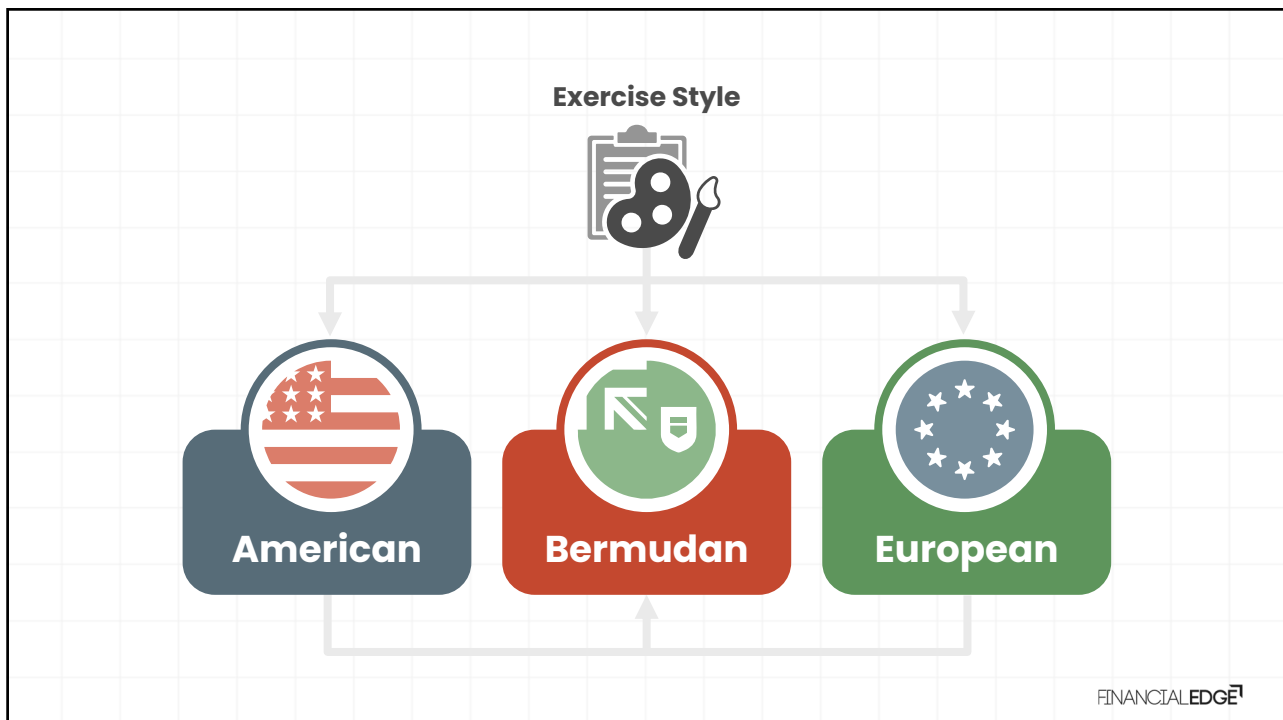 Exercise Style
American
Bermudan
European
FINANCIALEDGE